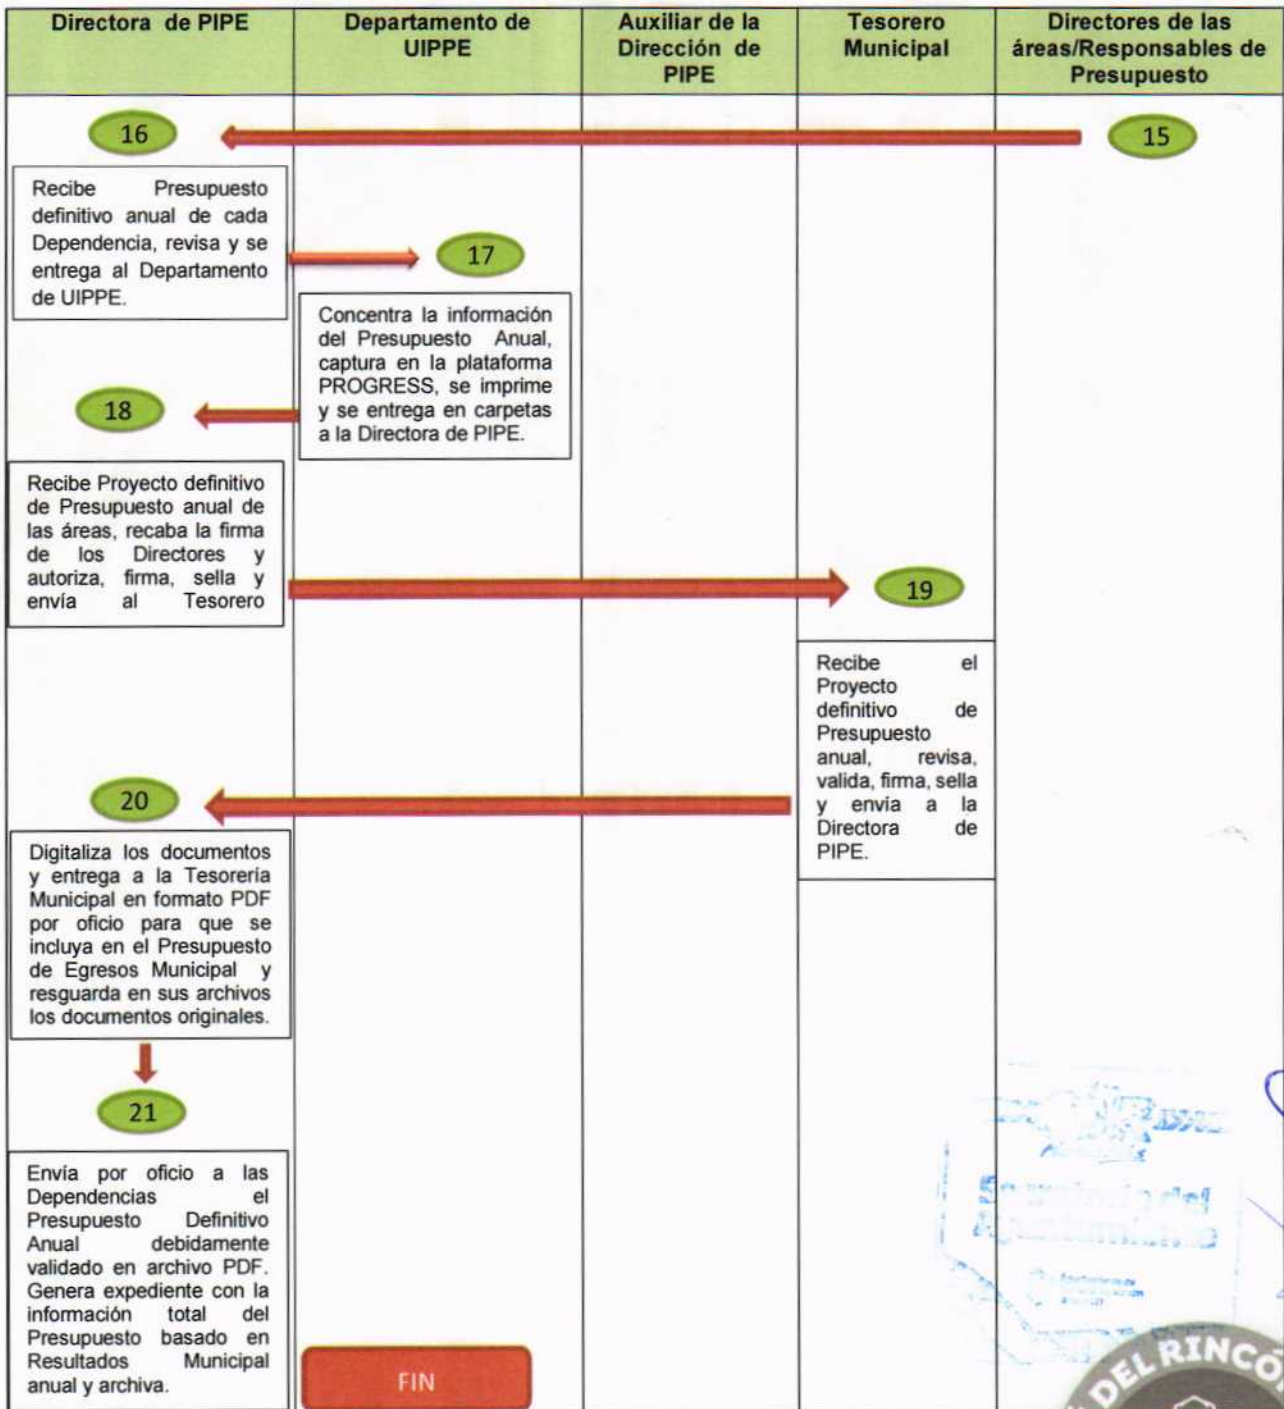 Directora de PIPE
Departamento de
UIPPE
Auxiliar de la
Dirección de
PIPE
Tesorero
Municipal
Directores de las
áreas/Responsables de
Presupuesto
16
15
Recibe Presupuesto
definitivo anual de cada
Dependencia, revisa y se
entrega al Departamento
de UIPPE.
17
Concentra la información
del Presupuesto Anual,
captura en la plataforma
PROGRESS, se imprime
y se entrega en carpetas
a la Directora de PIPE.
18
Recibe Proyecto definitivo
de Presupuesto anual de
las áreas, recaba la firma
de los Directores y
autoriza, firma, sella y
envía al Tesorero
19
Recibe el
Proyecto
definitivo de
Presupuesto
anual, revisa,
valida, firma, sella
y envía a la
Directora de
PIPE.
20
Digitaliza los documentos
y entrega a la Tesorería
Municipal en formato PDF
por oficio para que se
incluya en el Presupuesto
de Egresos Municipal y
resguarda en sus archivos
los documentos originales.
21
Envía por oficio a las
Dependencias el
Presupuesto Definitivo
Anual debidamente
validado en archivo PDF.
Genera expediente con la
información total del
Presupuesto basado en
Resultados Municipal
anual y archiva.
FIN
Secretaría del
Ayuntamiento
DEL RINCÓ